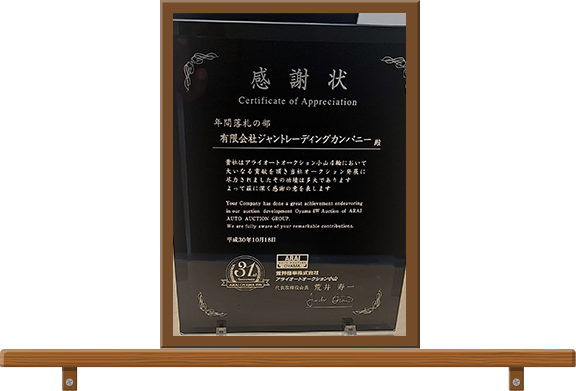 感謝状
Certificate of Appreciation
年間落札の部
有限会社ジャントレーディングカンパニー 殿
貴社はアライオートオークション小山4輪において
大いなる貢献を頂き当社オークション発展に
尽力されましたその功績は多大であります
よって茲に深く感謝の意を表します
Your Company has done a great achievement endeavoring
in our auction development Oyama 4W Auction of ARAI
AUTO AUCTION GROUP.
We are fully aware of your remarkable contributions.
平成30年10月18日
31
ARAI
OYAMA
荒井商事株式会社
アライオートオークション小山
荒井 寿一